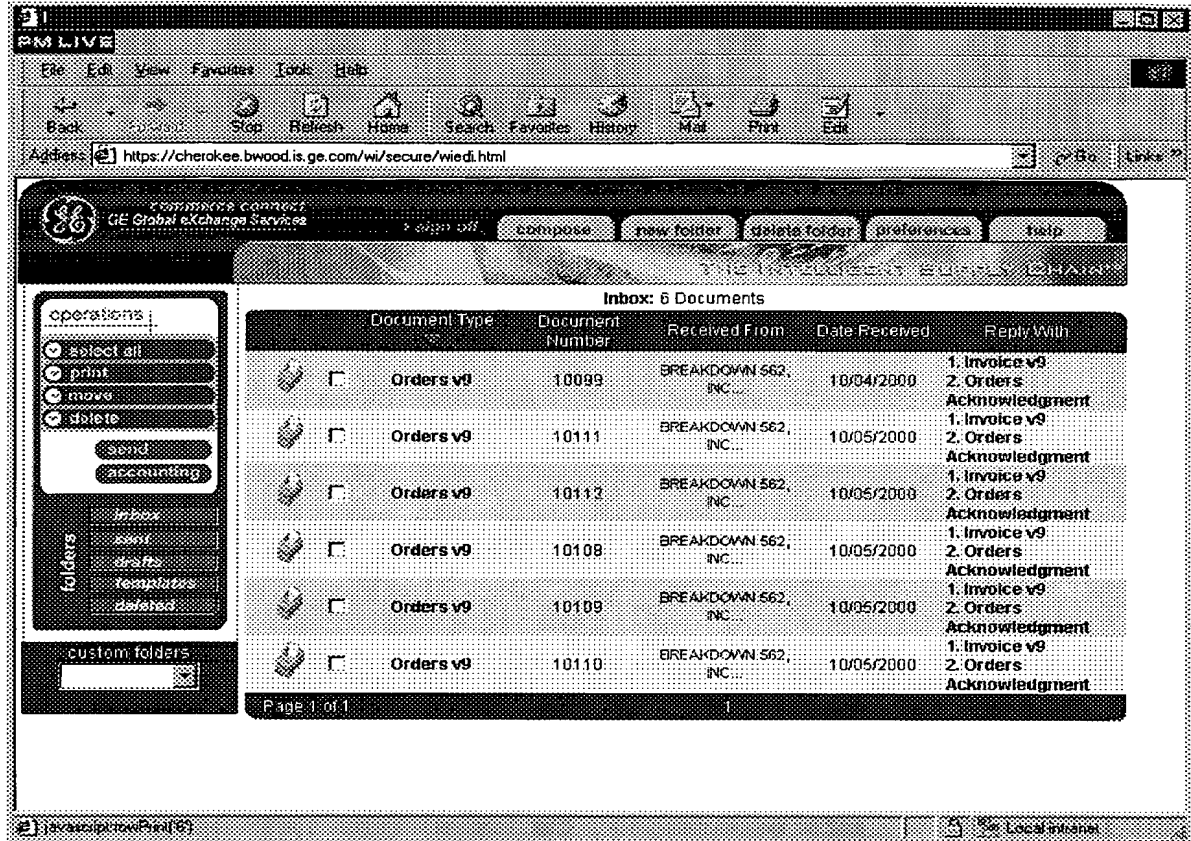 PM LIVE
File Edit View Favorites Tools Help
Back Stop Refresh Home Search Favorites History Mail Print Edit
Address https://cherokee.bwood.is.ge.com/wi/secure/wiedi.html Go Links »
commerce connect
GE Global eXchange Services
sign off compose new folder delete folder preferences help
THE INTELLIGENT SUPPLY CHAIN
Inbox: 6 Documents
operations
select all
print
move
delete
send
accounting
folders
inbox
sent
drafts
templates
deleted
custom folders
Document Type Document Number Received From Date Received Reply With
Orders v9 10099 BREAKDOWN 562, INC... 10/04/2000 1. Invoice v9 2. Orders Acknowledgment
Orders v9 10111 BREAKDOWN 562, INC... 10/05/2000 1. Invoice v9 2. Orders Acknowledgment
Orders v9 10112 BREAKDOWN 562, INC... 10/05/2000 1. Invoice v9 2. Orders Acknowledgment
Orders v9 10108 BREAKDOWN 562, INC... 10/05/2000 1. Invoice v9 2. Orders Acknowledgment
Orders v9 10109 BREAKDOWN 562, INC... 10/05/2000 1. Invoice v9 2. Orders Acknowledgment
Orders v9 10110 BREAKDOWN 562, INC... 10/05/2000 1. Invoice v9 2. Orders Acknowledgment
Page 1 of 1 1
javascript:rowPrint('6') Local intranet